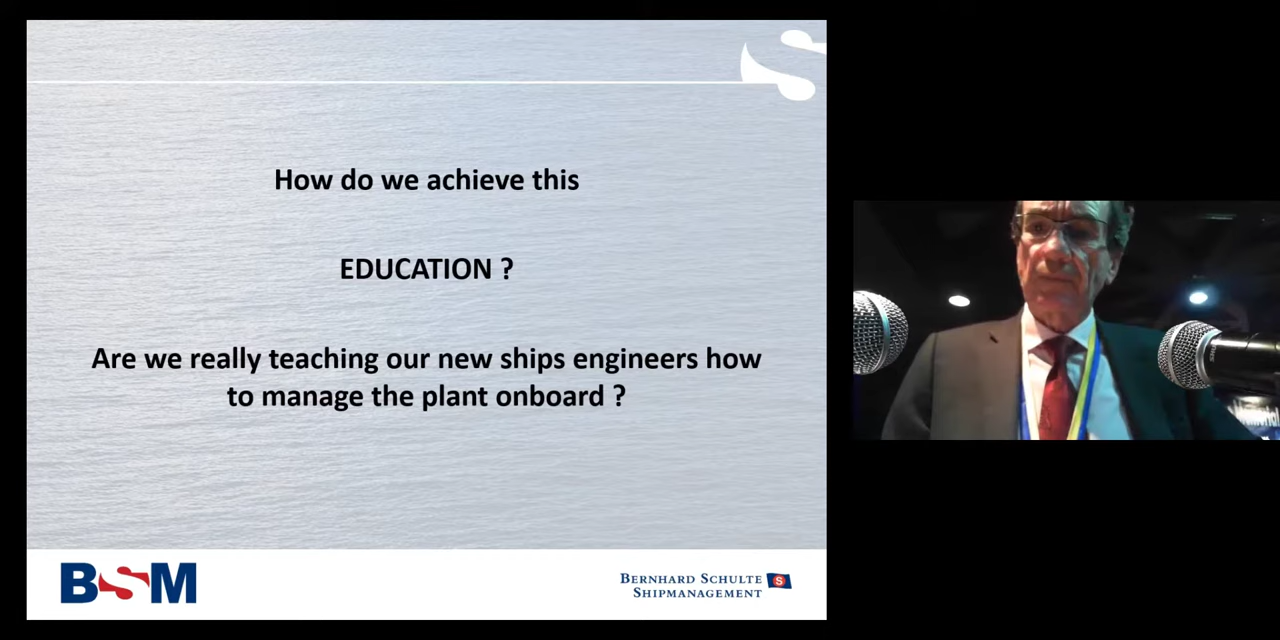 How do we achieve this
EDUCATION ?
Are we really teaching our new ships engineers how
to manage the plant onboard ?
BSM
BERNHARD SCHULTE
SHIPMANAGEMENT
S